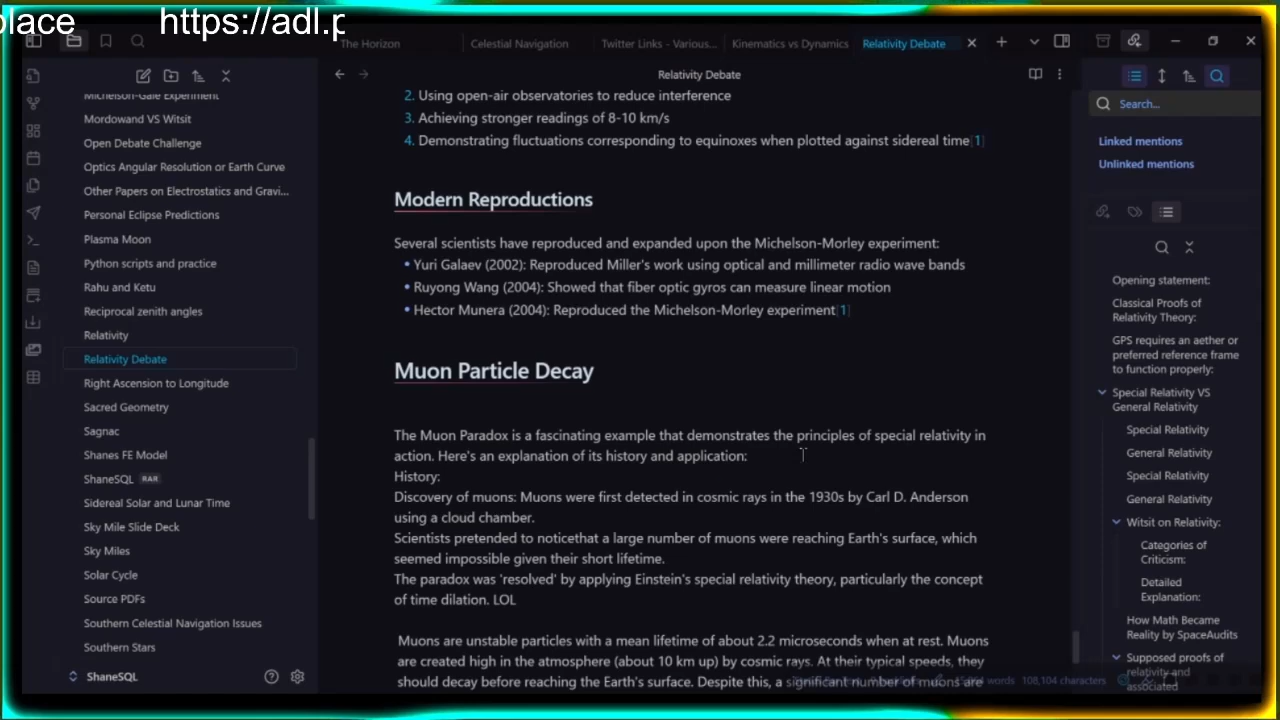 place https://adl.p
The Horizon
Celestial Navigation
Twitter Links - Various...
Kinematics vs Dynamics
Relativity Debate
Relativity Debate
Michelson-Gale Experiment
Mordowand VS Witsit
Open Debate Challenge
Optics Angular Resolution or Earth Curve
Other Papers on Electrostatics and Gravi...
Personal Eclipse Predictions
Plasma Moon
Python scripts and practice
Rahu and Ketu
Reciprocal zenith angles
Relativity
Relativity Debate
Right Ascension to Longitude
Sacred Geometry
Sagnac
Shanes FE Model
ShaneSQL RAR
Sidereal Solar and Lunar Time
Sky Mile Slide Deck
Sky Miles
Solar Cycle
Source PDFs
Southern Celestial Navigation Issues
Southern Stars
ShaneSQL
2. Using open-air observatories to reduce interference
3. Achieving stronger readings of 8-10 km/s
4. Demonstrating fluctuations corresponding to equinoxes when plotted against sidereal time[1]
Modern Reproductions
Several scientists have reproduced and expanded upon the Michelson-Morley experiment:
• Yuri Galaev (2002): Reproduced Miller's work using optical and millimeter radio wave bands
• Ruyong Wang (2004): Showed that fiber optic gyros can measure linear motion
• Hector Munera (2004): Reproduced the Michelson-Morley experiment[1]
Muon Particle Decay
The Muon Paradox is a fascinating example that demonstrates the principles of special relativity in
action. Here's an explanation of its history and application:
History:
Discovery of muons: Muons were first detected in cosmic rays in the 1930s by Carl D. Anderson
using a cloud chamber.
Scientists pretended to noticethat a large number of muons were reaching Earth's surface, which
seemed impossible given their short lifetime.
The paradox was 'resolved' by applying Einstein's special relativity theory, particularly the concept
of time dilation. LOL
Muons are unstable particles with a mean lifetime of about 2.2 microseconds when at rest. Muons
are created high in the atmosphere (about 10 km up) by cosmic rays. At their typical speeds, they
should decay before reaching the Earth's surface. Despite this, a significant number of muons are
words 108,104 characters
Search...
Linked mentions
Unlinked mentions
Opening statement:
Classical Proofs of
Relativity Theory:
GPS requires an aether or
preferred reference frame
to function properly:
Special Relativity VS
General Relativity
Special Relativity
General Relativity
Special Relativity
General Relativity
Witsit on Relativity:
Categories of
Criticism:
Detailed
Explanation:
How Math Became
Reality by SpaceAudits
Supposed proofs of
relativity and
associated